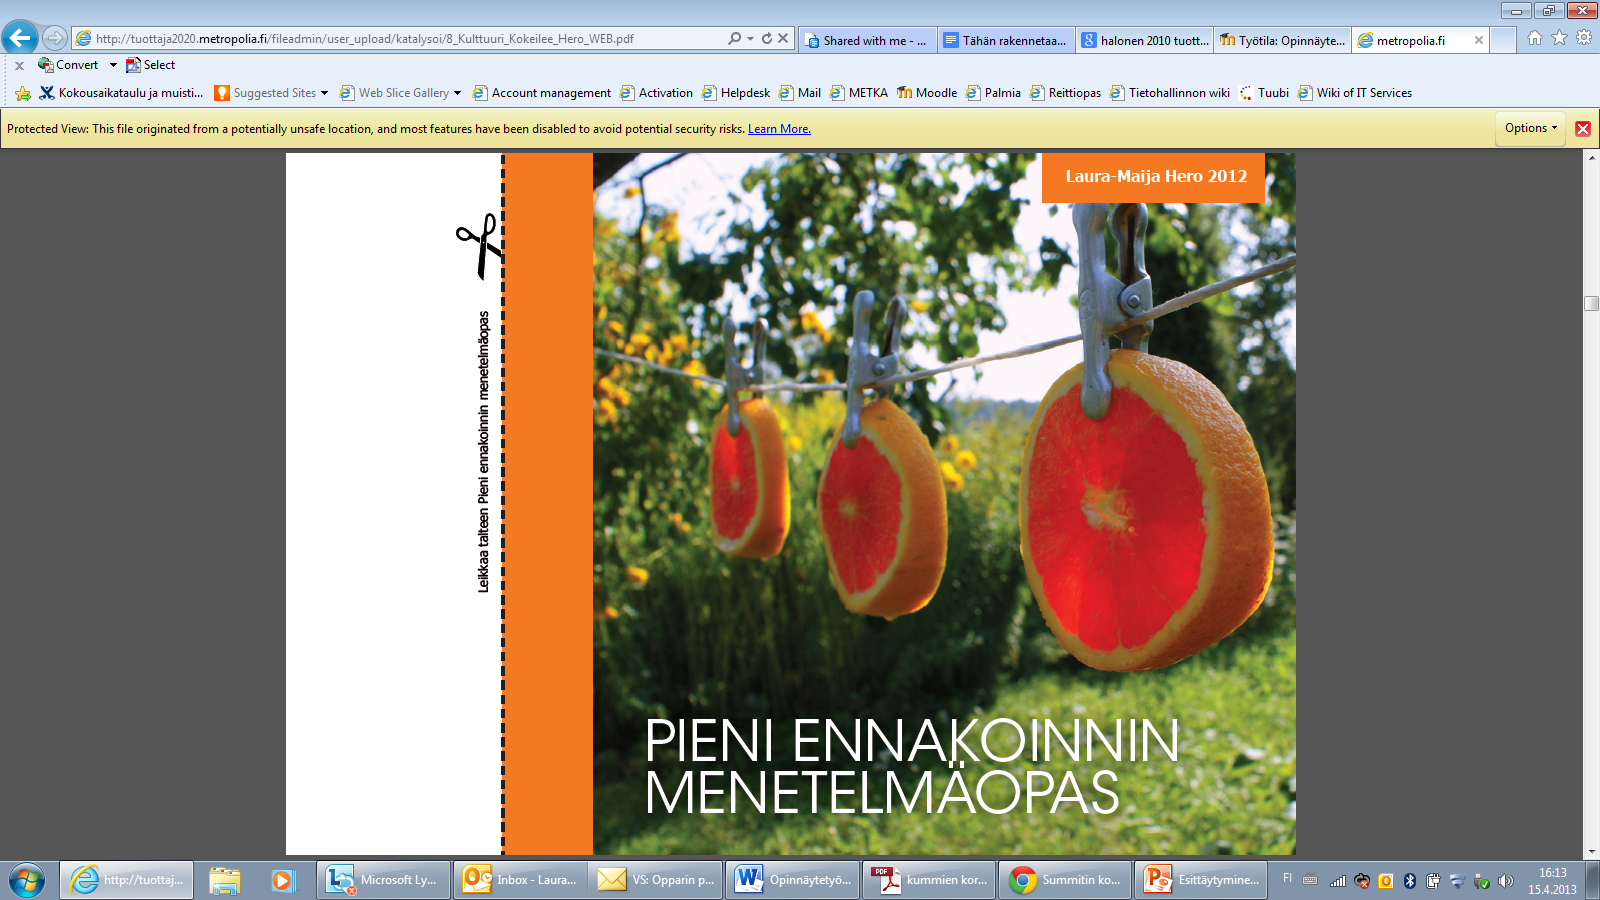 http://tuottaja2020.metropolia.fi/fileadmin/user_upload/katalysoi/8_Kulttuuri_Kokeilee_Hero_WEB.pdf
Shared with me - ...
Tähän rakennetaa...
halonen 2010 tuott...
Työtila: Opinnäyte...
metropolia.fi
Convert
Select
Kokousaikataulu ja muisti...
Suggested Sites
Web Slice Gallery
Account management
Activation
Helpdesk
Mail
METKA
Moodle
Palmia
Reittiopas
Tietohallinnon wiki
Tuubi
Wiki of IT Services
Protected View: This file originated from a potentially unsafe location, and most features have been disabled to avoid potential security risks. Learn More.
Options
Laura-Maija Hero 2012
Leikkaa talteen Pieni ennakoinnin menetelmäopas
PIENI ENNAKOINNIN
MENETELMÄOPAS
http://tuottaj...
Microsoft Ly...
Inbox - Laura...
VS: Opparin p...
Opinnäytetyö...
kummien kor...
Summitin ko...
Esittäytymine...
FI
16:13
15.4.2013